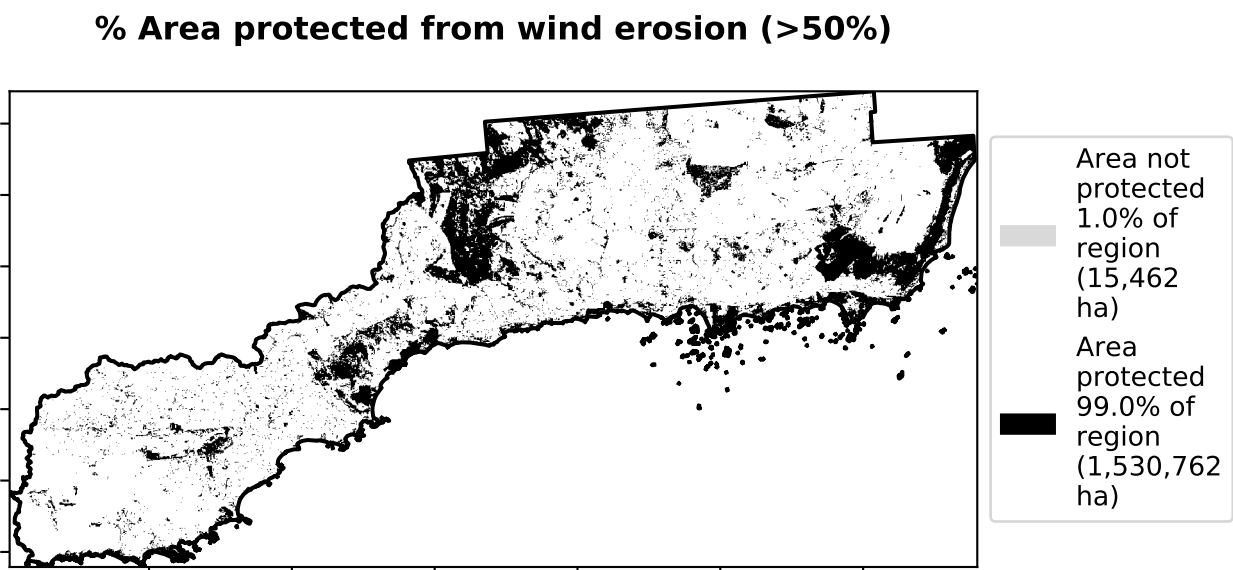 % Area protected from wind erosion (>50%)
Area not
protected
1.0% of
region
(15,462
ha)
Area
protected
99.0% of
region
(1,530,762
ha)